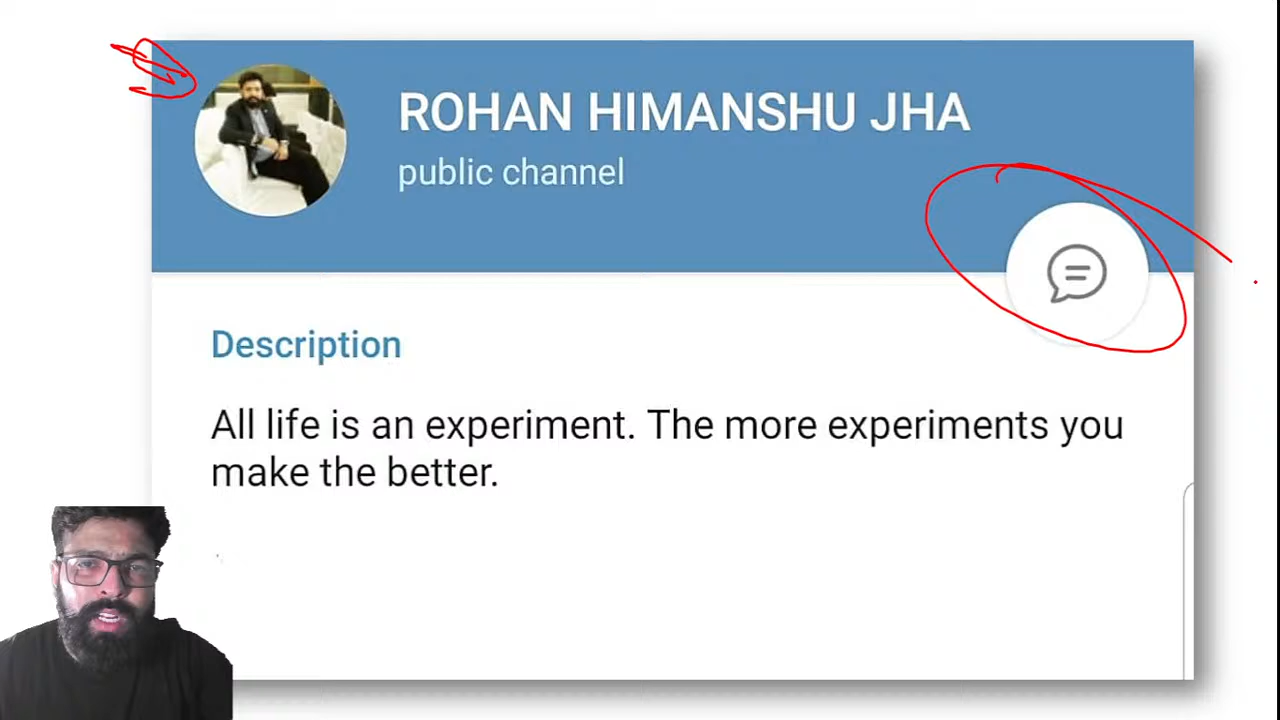 ROHAN HIMANSHU JHA
public channel
Description
All life is an experiment. The more experiments you
make the better.